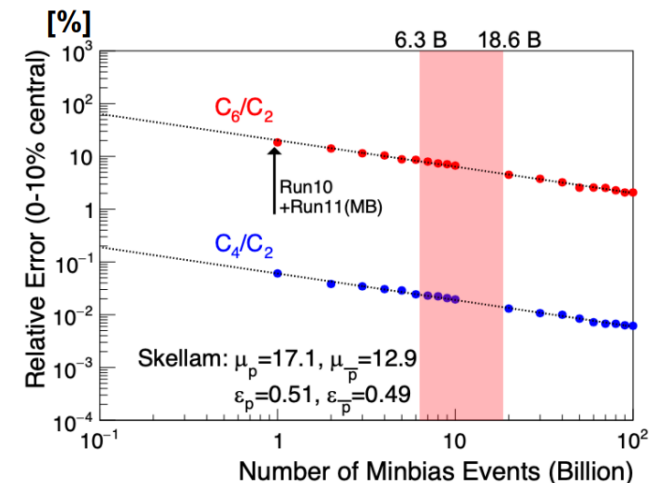 [%]
6.3 B 18.6 B
10³
10²
10
1
10⁻¹
10⁻²
10⁻³
10⁻⁴
Relative Error (0-10% central)
C₆/C₂
Run10
+Run11(MB)
C₄/C₂
Skellam: μₚ=17.1, μₚ̅=12.9
εₚ=0.51, εₚ̅=0.49
10⁻¹ 1 10 10²
Number of Minbias Events (Billion)